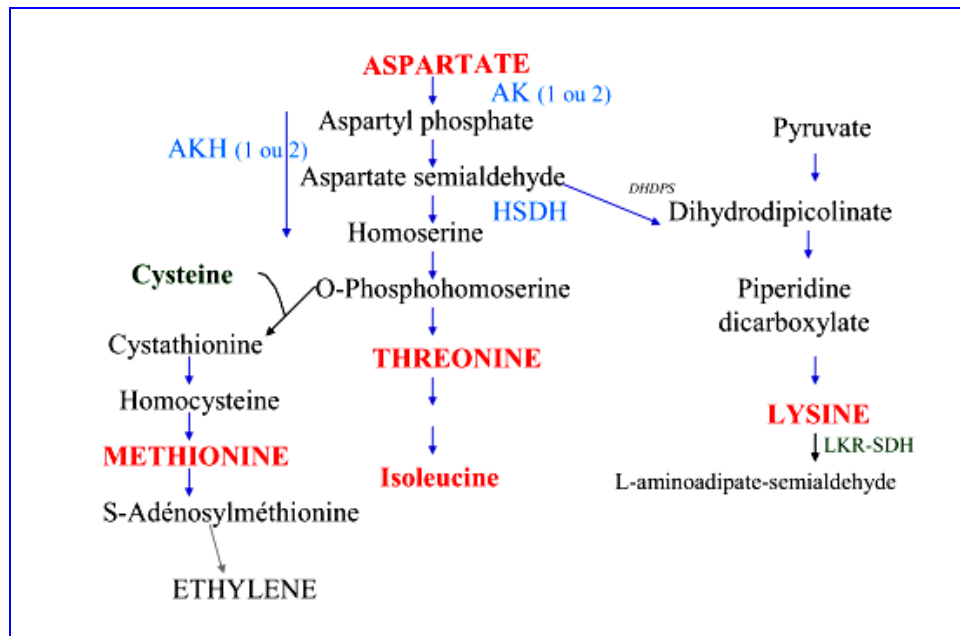 ASPARTATE
AK (1 ou 2)
Aspartyl phosphate
Pyruvate
AKH (1 ou 2)
Aspartate semialdehyde
DHDPS
HSDH
Dihydrodipicolinate
Homoserine
Cysteine
O-Phosphohomoserine
Piperidine
dicarboxylate
Cystathionine
THREONINE
Homocysteine
LYSINE
METHIONINE
LKR-SDH
Isoleucine
L-aminoadipate-semialdehyde
S-Adénosylméthionine
ETHYLENE